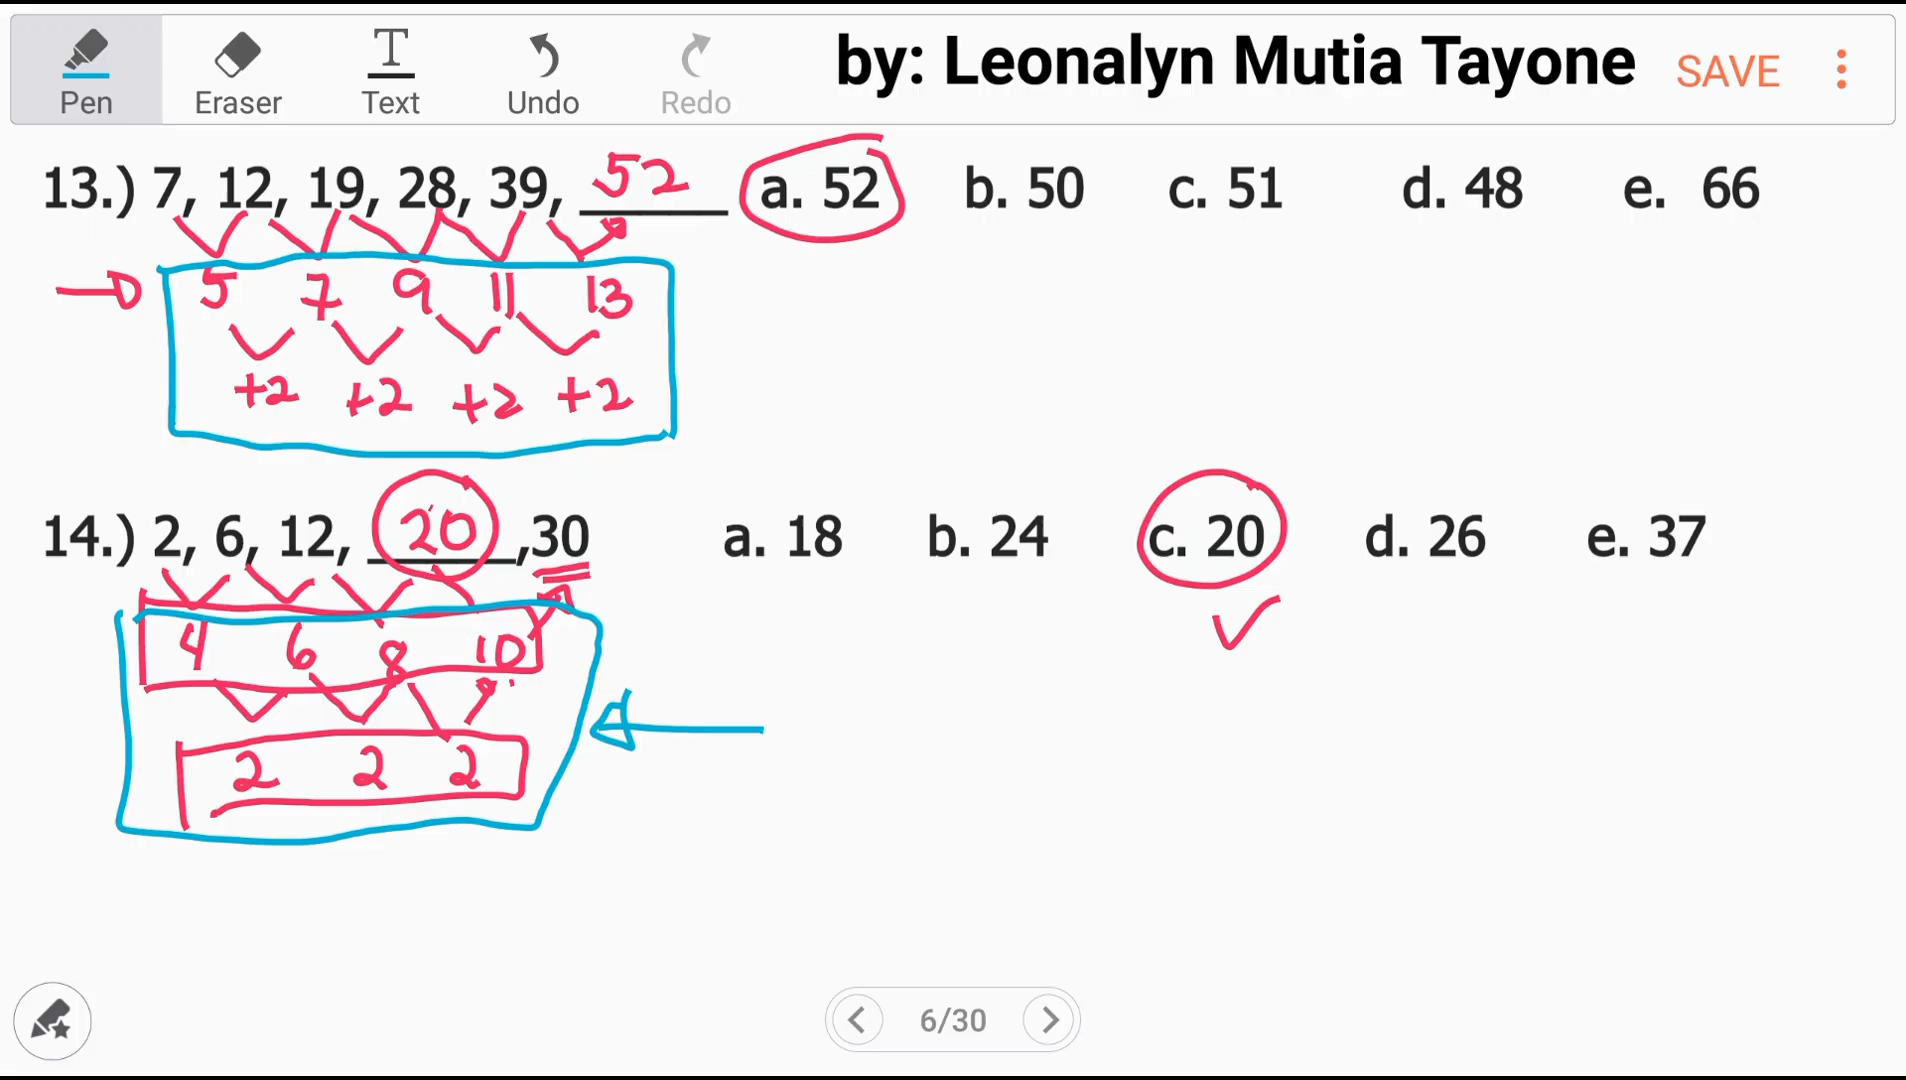 Pen Eraser Text Undo Redo by: Leonalyn Mutia Tayone SAVE
13.) 7, 12, 19, 28, 39, 52 a. 52 b. 50 c. 51 d. 48 e. 66
5 7 9 11 13
+2 +2 +2 +2
14.) 2, 6, 12, 20 ,30 a. 18 b. 24 c. 20 d. 26 e. 37
4 6 8 10
2 2 2
6/30